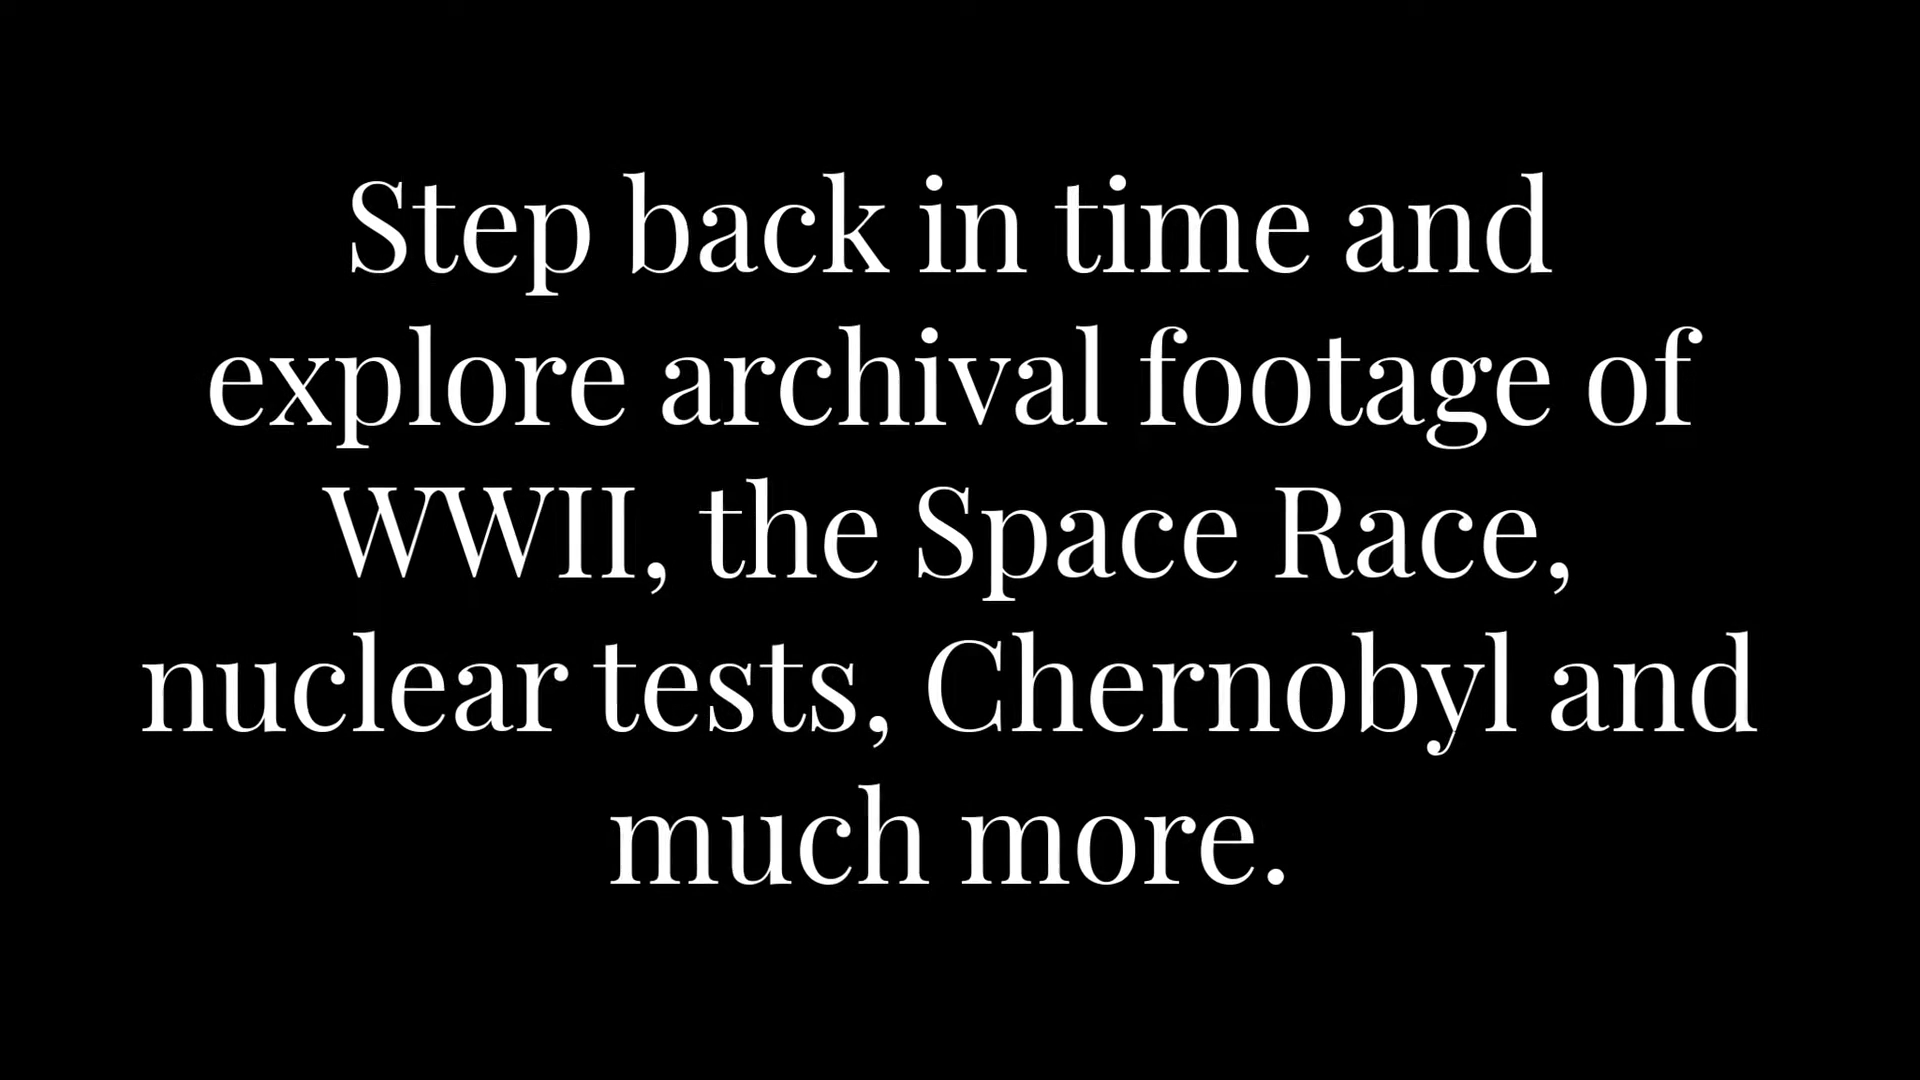 Step back in time and
explore archival footage of
WWII, the Space Race,
nuclear tests, Chernobyl and
much more.